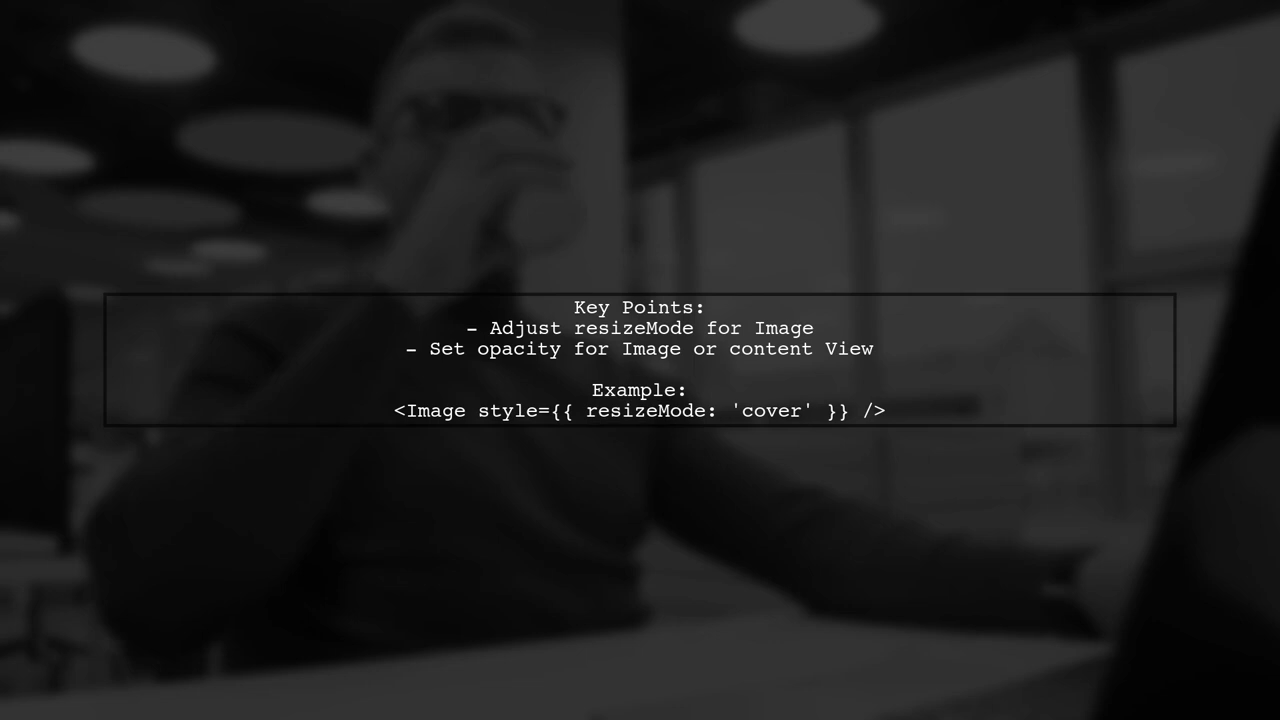 Key Points:
- Adjust resizeMode for Image
- Set opacity for Image or content View
Example:
<Image style={{ resizeMode: 'cover' }} />